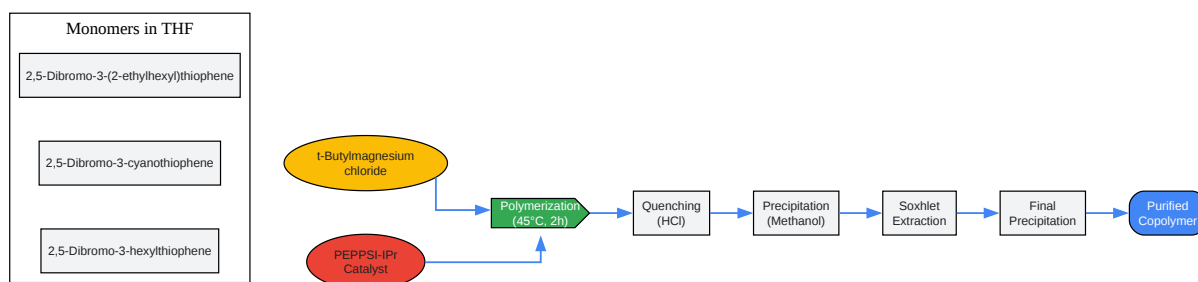 Monomers in THF
2,5-Dibromo-3-(2-ethylhexyl)thiophene
2,5-Dibromo-3-cyanothiophene
2,5-Dibromo-3-hexylthiophene
t-Butylmagnesium
chloride
PEPPSI-IPr
Catalyst
Polymerization
(45°C, 2h)
Quenching
(HCl)
Precipitation
(Methanol)
Soxhlet
Extraction
Final
Precipitation
Purified
Copolymer